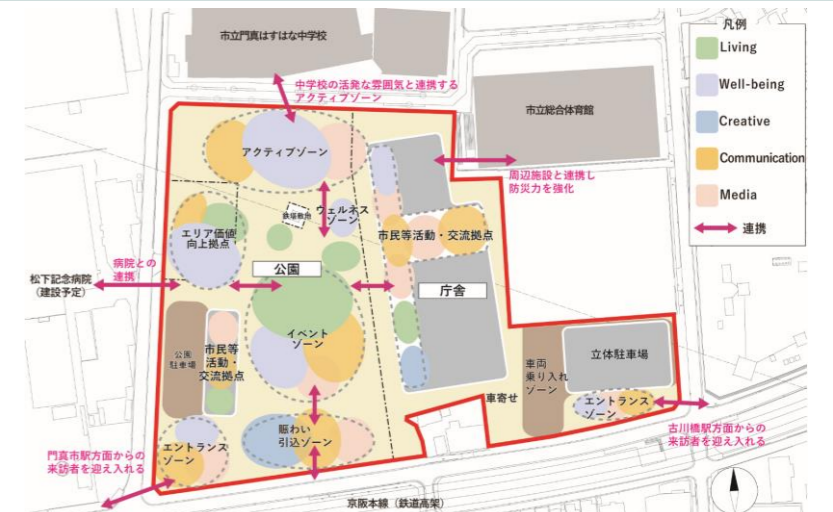 市立門真はすはな中学校
中学校の活発な雰囲気と連携する
アクティブゾーン
市立総合体育館
凡例
Living
Well-being
Creative
Communication
Media
連携
アクティブゾーン
周辺施設と連携し
防災力を強化
鉄塔敷地
ウェルネス
ゾーン
エリア価値
向上拠点
市民等活動・交流拠点
病院との
連携
松下記念病院
(建設予定)
公園
庁舎
イベント
ゾーン
公園
駐車場
市民等
活動・
交流拠点
車両
乗り入れ
ゾーン
立体駐車場
車寄せ
エントランス
ゾーン
賑わい
引込ゾーン
エントランス
ゾーン
門真市駅方面からの
来訪者を迎え入れる
古川橋駅方面からの
来訪者を迎え入れる
京阪本線(鉄道高架)